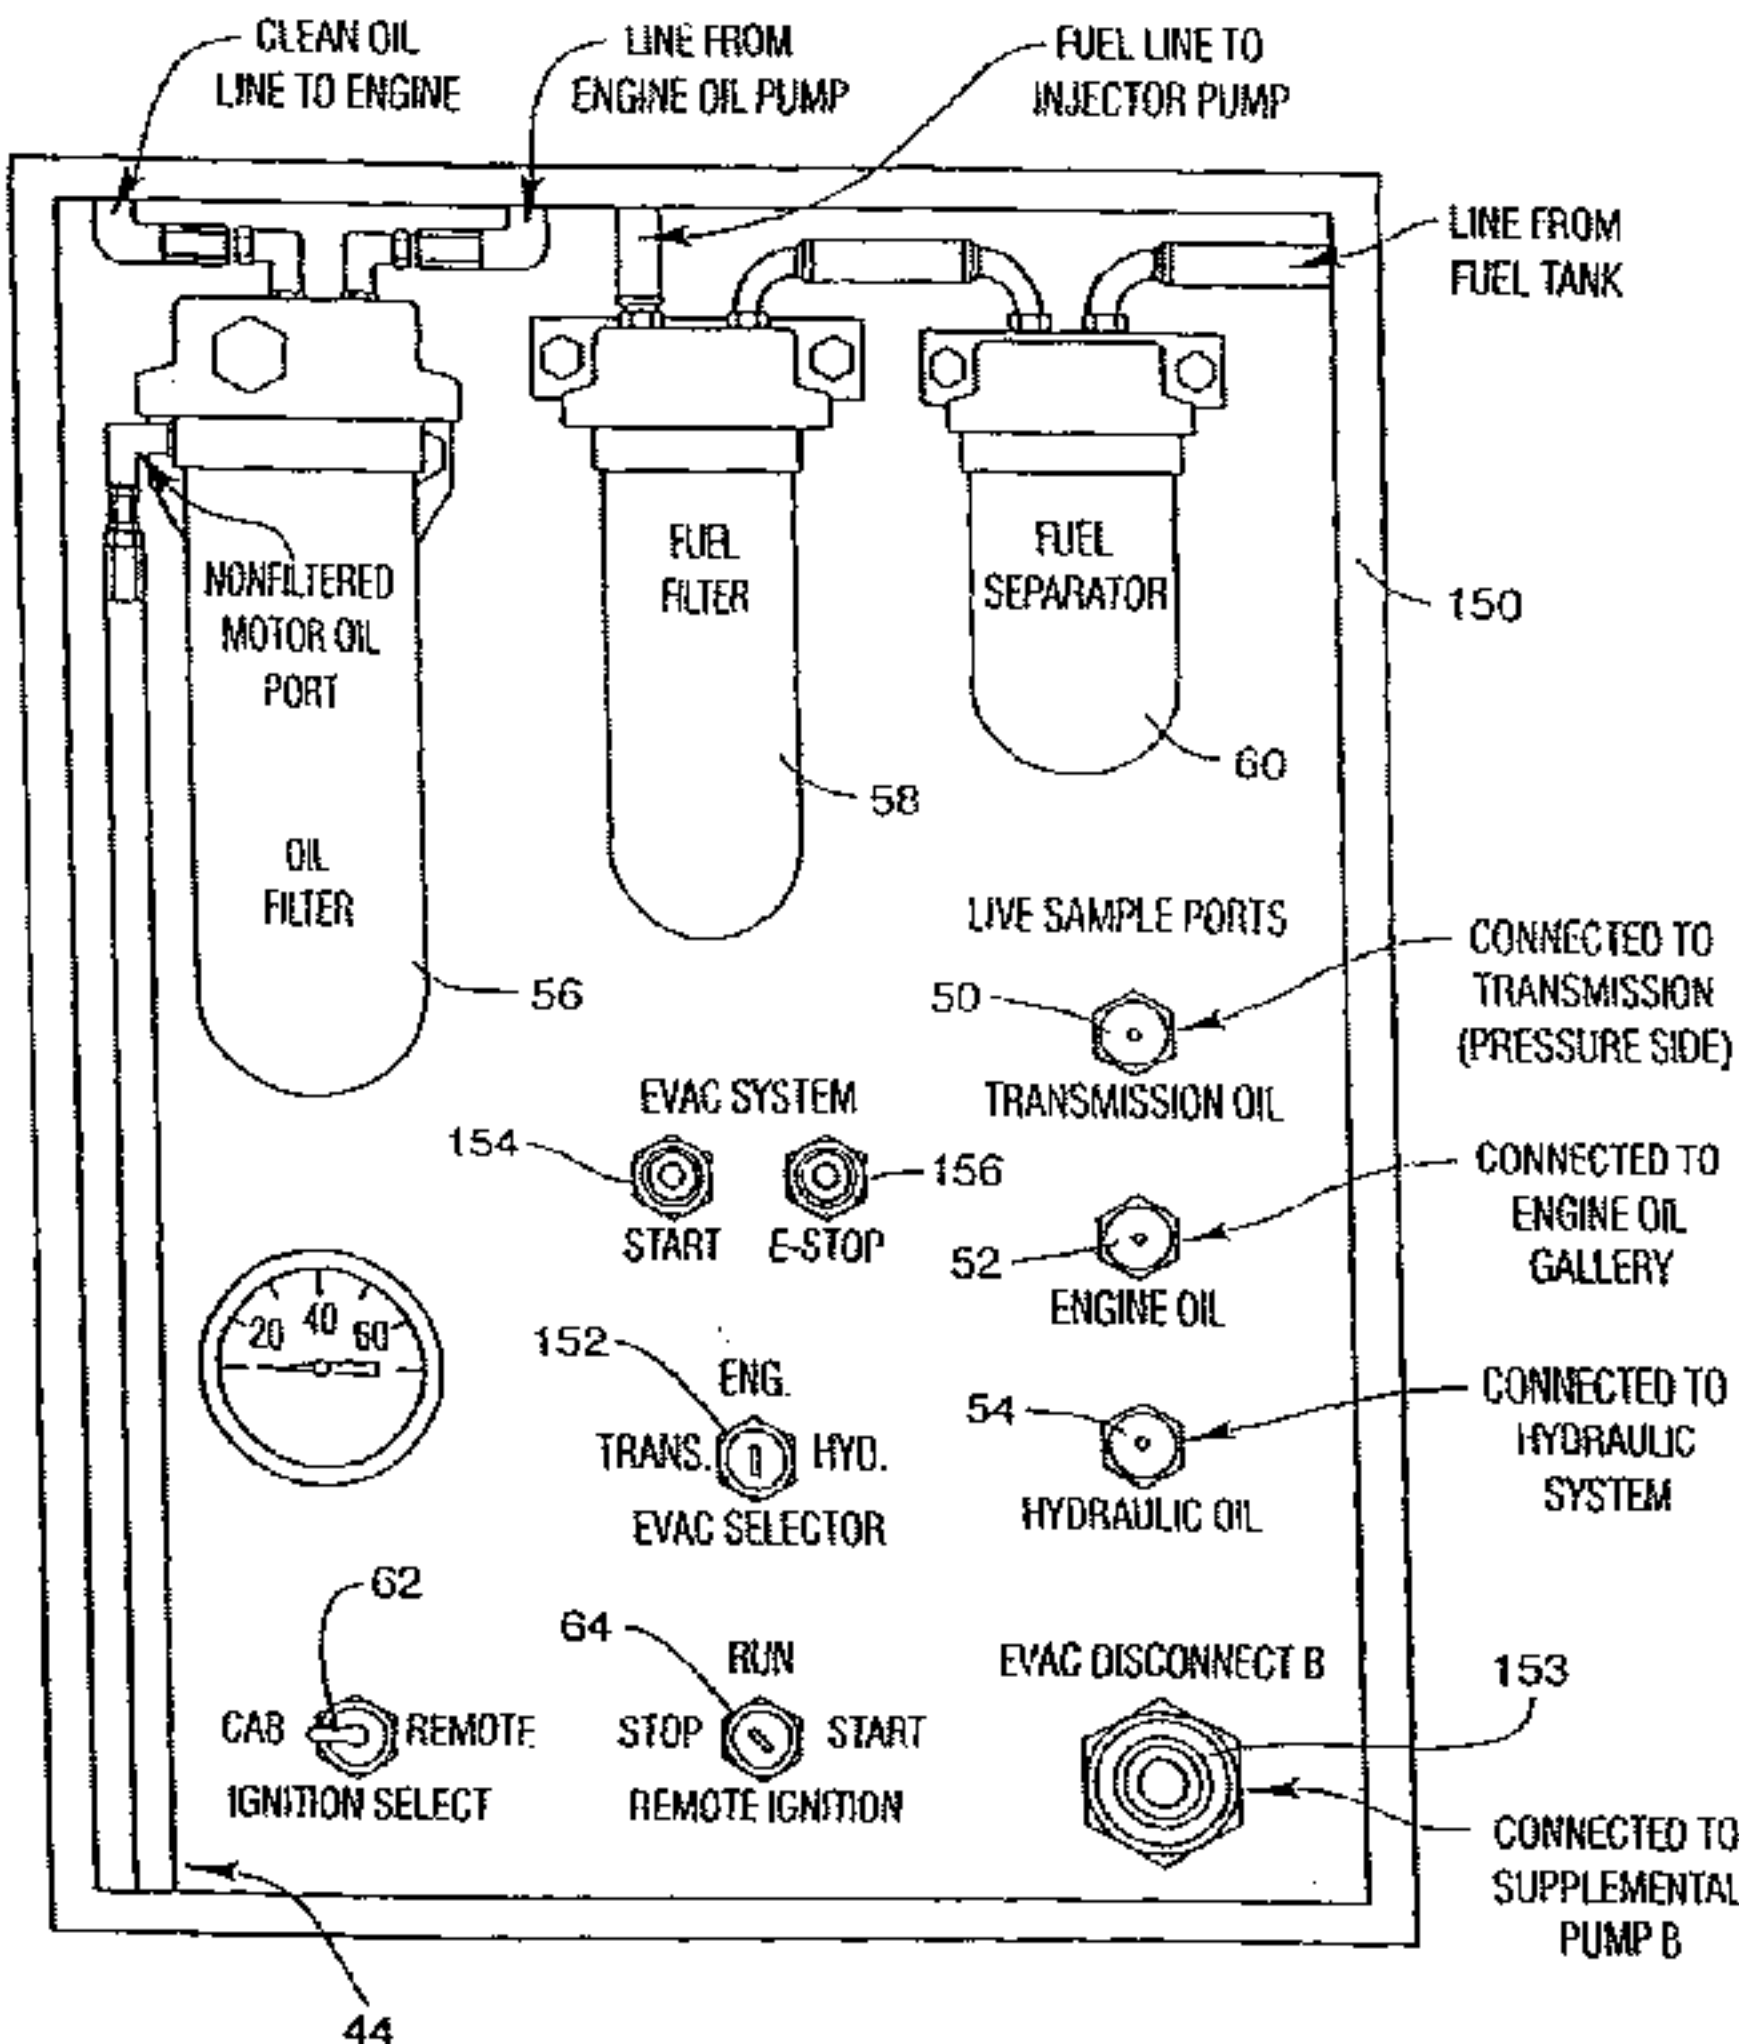 CLEAN OIL
LINE TO ENGINE
LINE FROM
ENGINE OIL PUMP
FUEL LINE TO
INJECTOR PUMP
LINE FROM
FUEL TANK
NONFILTERED
MOTOR OIL
PORT
OIL
FILTER
56
FUEL
FILTER
58
FUEL
SEPARATOR
60
150
LIVE SAMPLE PORTS
50
TRANSMISSION OIL
CONNECTED TO
TRANSMISSION
(PRESSURE SIDE)
EVAC SYSTEM
154
156
START
E-STOP
52
ENGINE OIL
CONNECTED TO
ENGINE OIL
GALLERY
20
40
60
152
ENG.
TRANS.
HYD.
EVAC SELECTOR
54
HYDRAULIC OIL
CONNECTED TO
HYDRAULIC
SYSTEM
62
CAB
REMOTE
IGNITION SELECT
64
RUN
STOP
START
REMOTE IGNITION
EVAC DISCONNECT B
153
CONNECTED TO
SUPPLEMENTAL
PUMP B
44